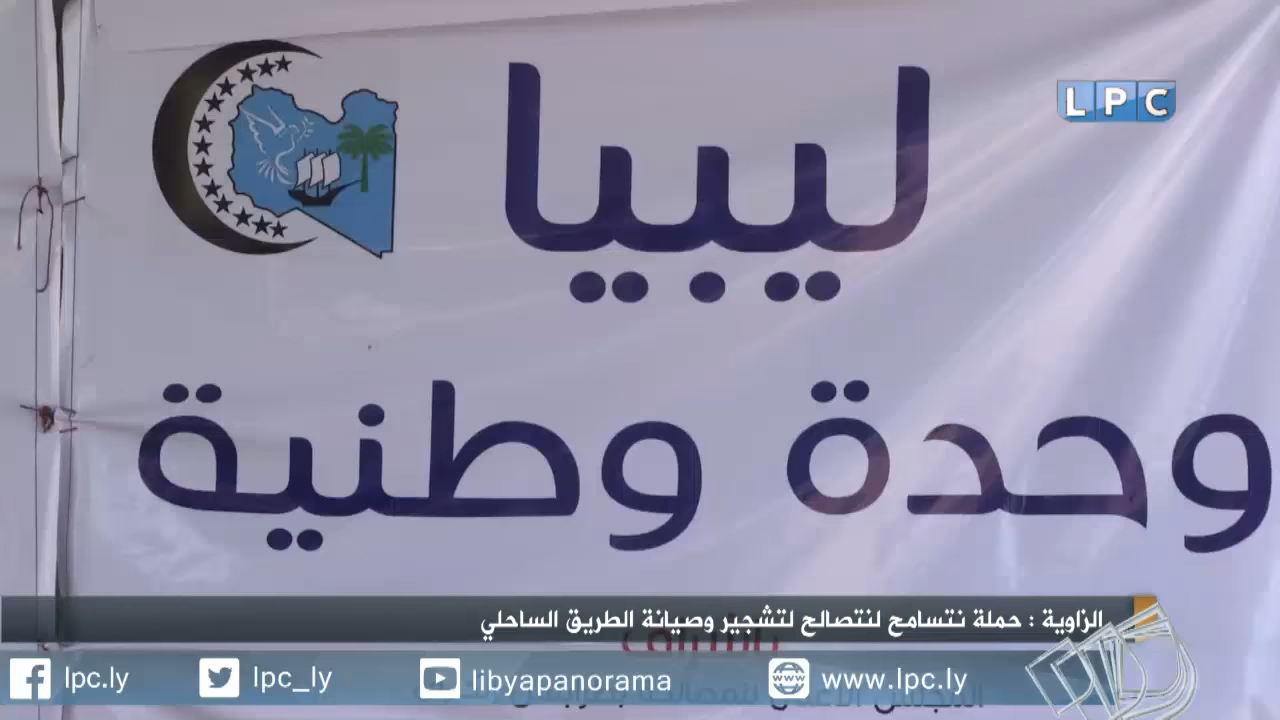 LPC
ليبيا
وحدة وطنية
الزاوية : حملة نتسامح لنتصالح لتشجير وصيانة الطريق الساحلي
lpc.ly
lpc_ly
libyapanorama
www.lpc.ly